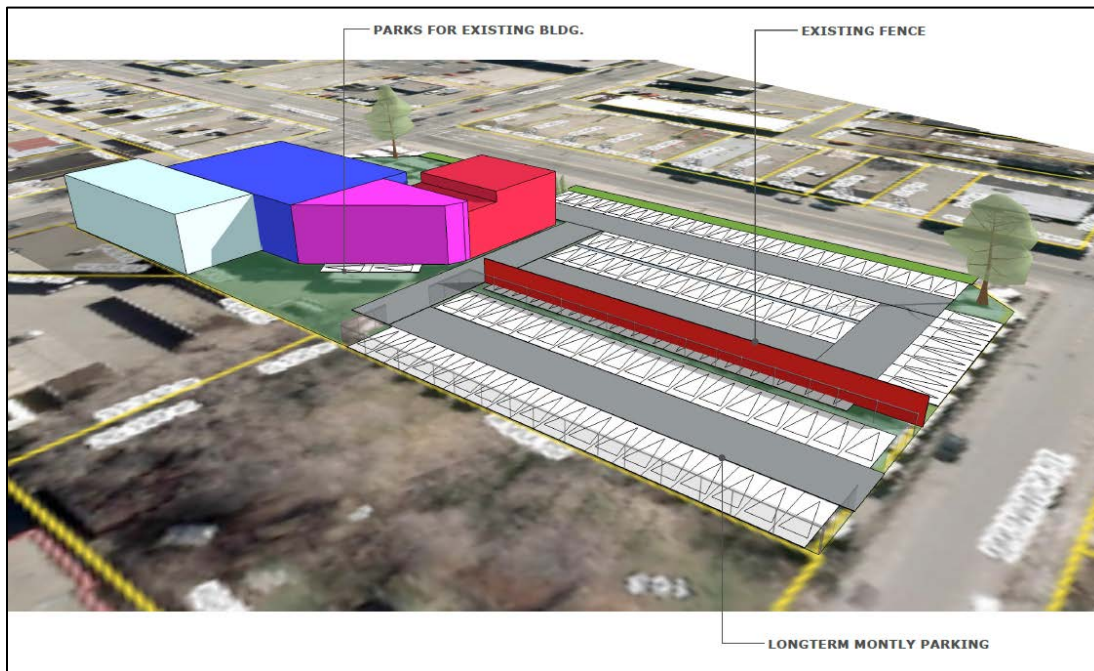 PARKS FOR EXISTING BLDG.
EXISTING FENCE
LONGTERM MONTLY PARKING